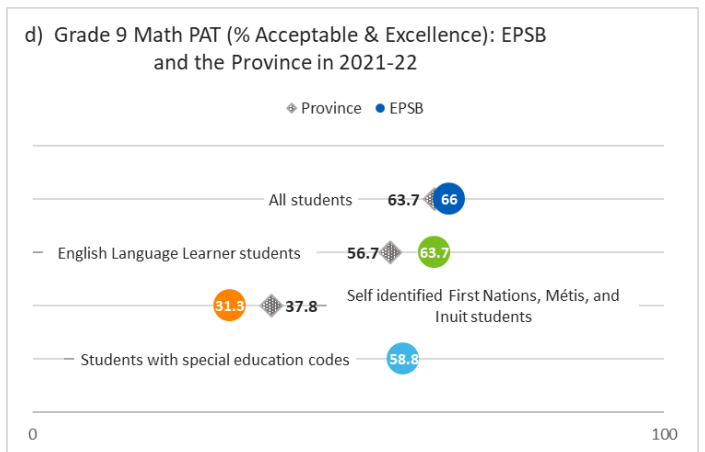 d) Grade 9 Math PAT (% Acceptable & Excellence): EPSB
and the Province in 2021-22
Province EPSB
All students 63.7 66
English Language Learner students 56.7 63.7
31.3 37.8 Self identified First Nations, Métis, and
Inuit students
Students with special education codes 58.8
0 100